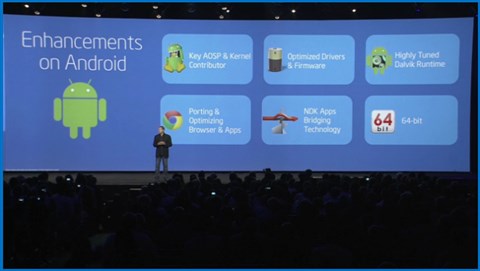 Enhancements
on Android
Key AOSP & Kernel
Contributor
Optimized Drivers
& Firmware
Highly Tuned
Dalvik Runtime
Porting &
Optimizing
Browser & Apps
NDK Apps
Bridging
Technology
64
bit
64-bit